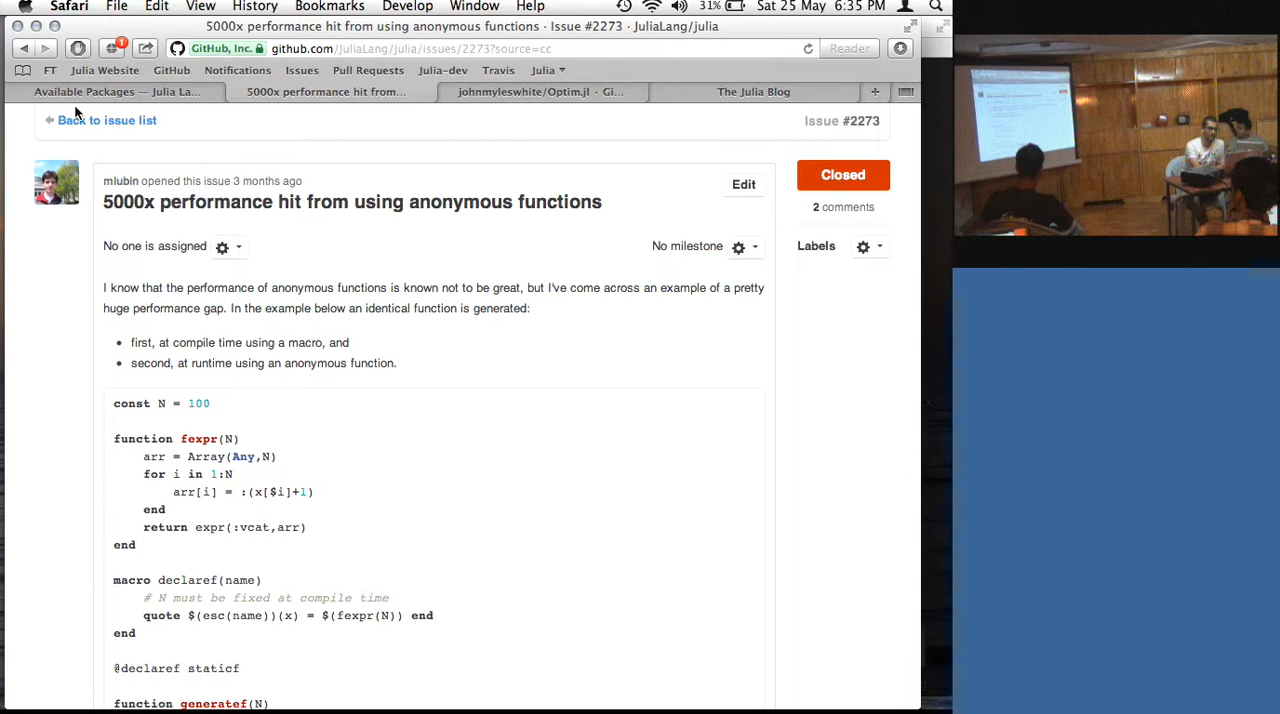 Safari File Edit View History Bookmarks Develop Window Help 31% Sat 25 May 6:35 PM
5000x performance hit from using anonymous functions · Issue #2273 · JuliaLang/julia
1 GitHub, Inc. github.com/JuliaLang/julia/issues/2273?source=cc Reader
FT Julia Website GitHub Notifications Issues Pull Requests Julia-dev Travis Julia
Available Packages — Julia La... 5000x performance hit from... johnmyleswhite/Optim.jl · Gi... The Julia Blog +
Back to issue list Issue #2273
mlubin opened this issue 3 months ago
5000x performance hit from using anonymous functions
Edit
Closed
2 comments
No one is assigned No milestone Labels
I know that the performance of anonymous functions is known not to be great, but I've come across an example of a pretty
huge performance gap. In the example below an identical function is generated:
• first, at compile time using a macro, and
• second, at runtime using an anonymous function.
const N = 100
function fexpr(N)
arr = Array(Any,N)
for i in 1:N
arr[i] = :(x[$i]+1)
end
return expr(:vcat,arr)
end
macro declaref(name)
# N must be fixed at compile time
quote $(esc(name))(x) = $(fexpr(N)) end
end
@declaref staticf
function generatef(N)